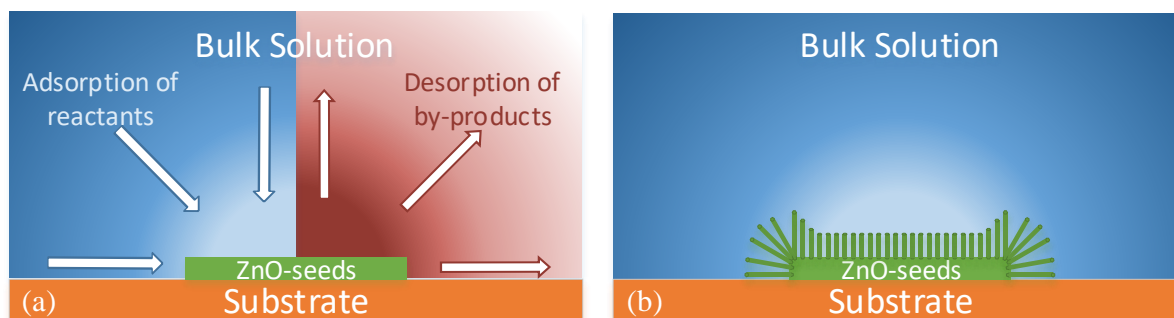 Bulk Solution
Adsorption of
reactants
Desorption of
by-products
ZnO-seeds
Substrate
(a)
Bulk Solution
ZnO-seeds
Substrate
(b)